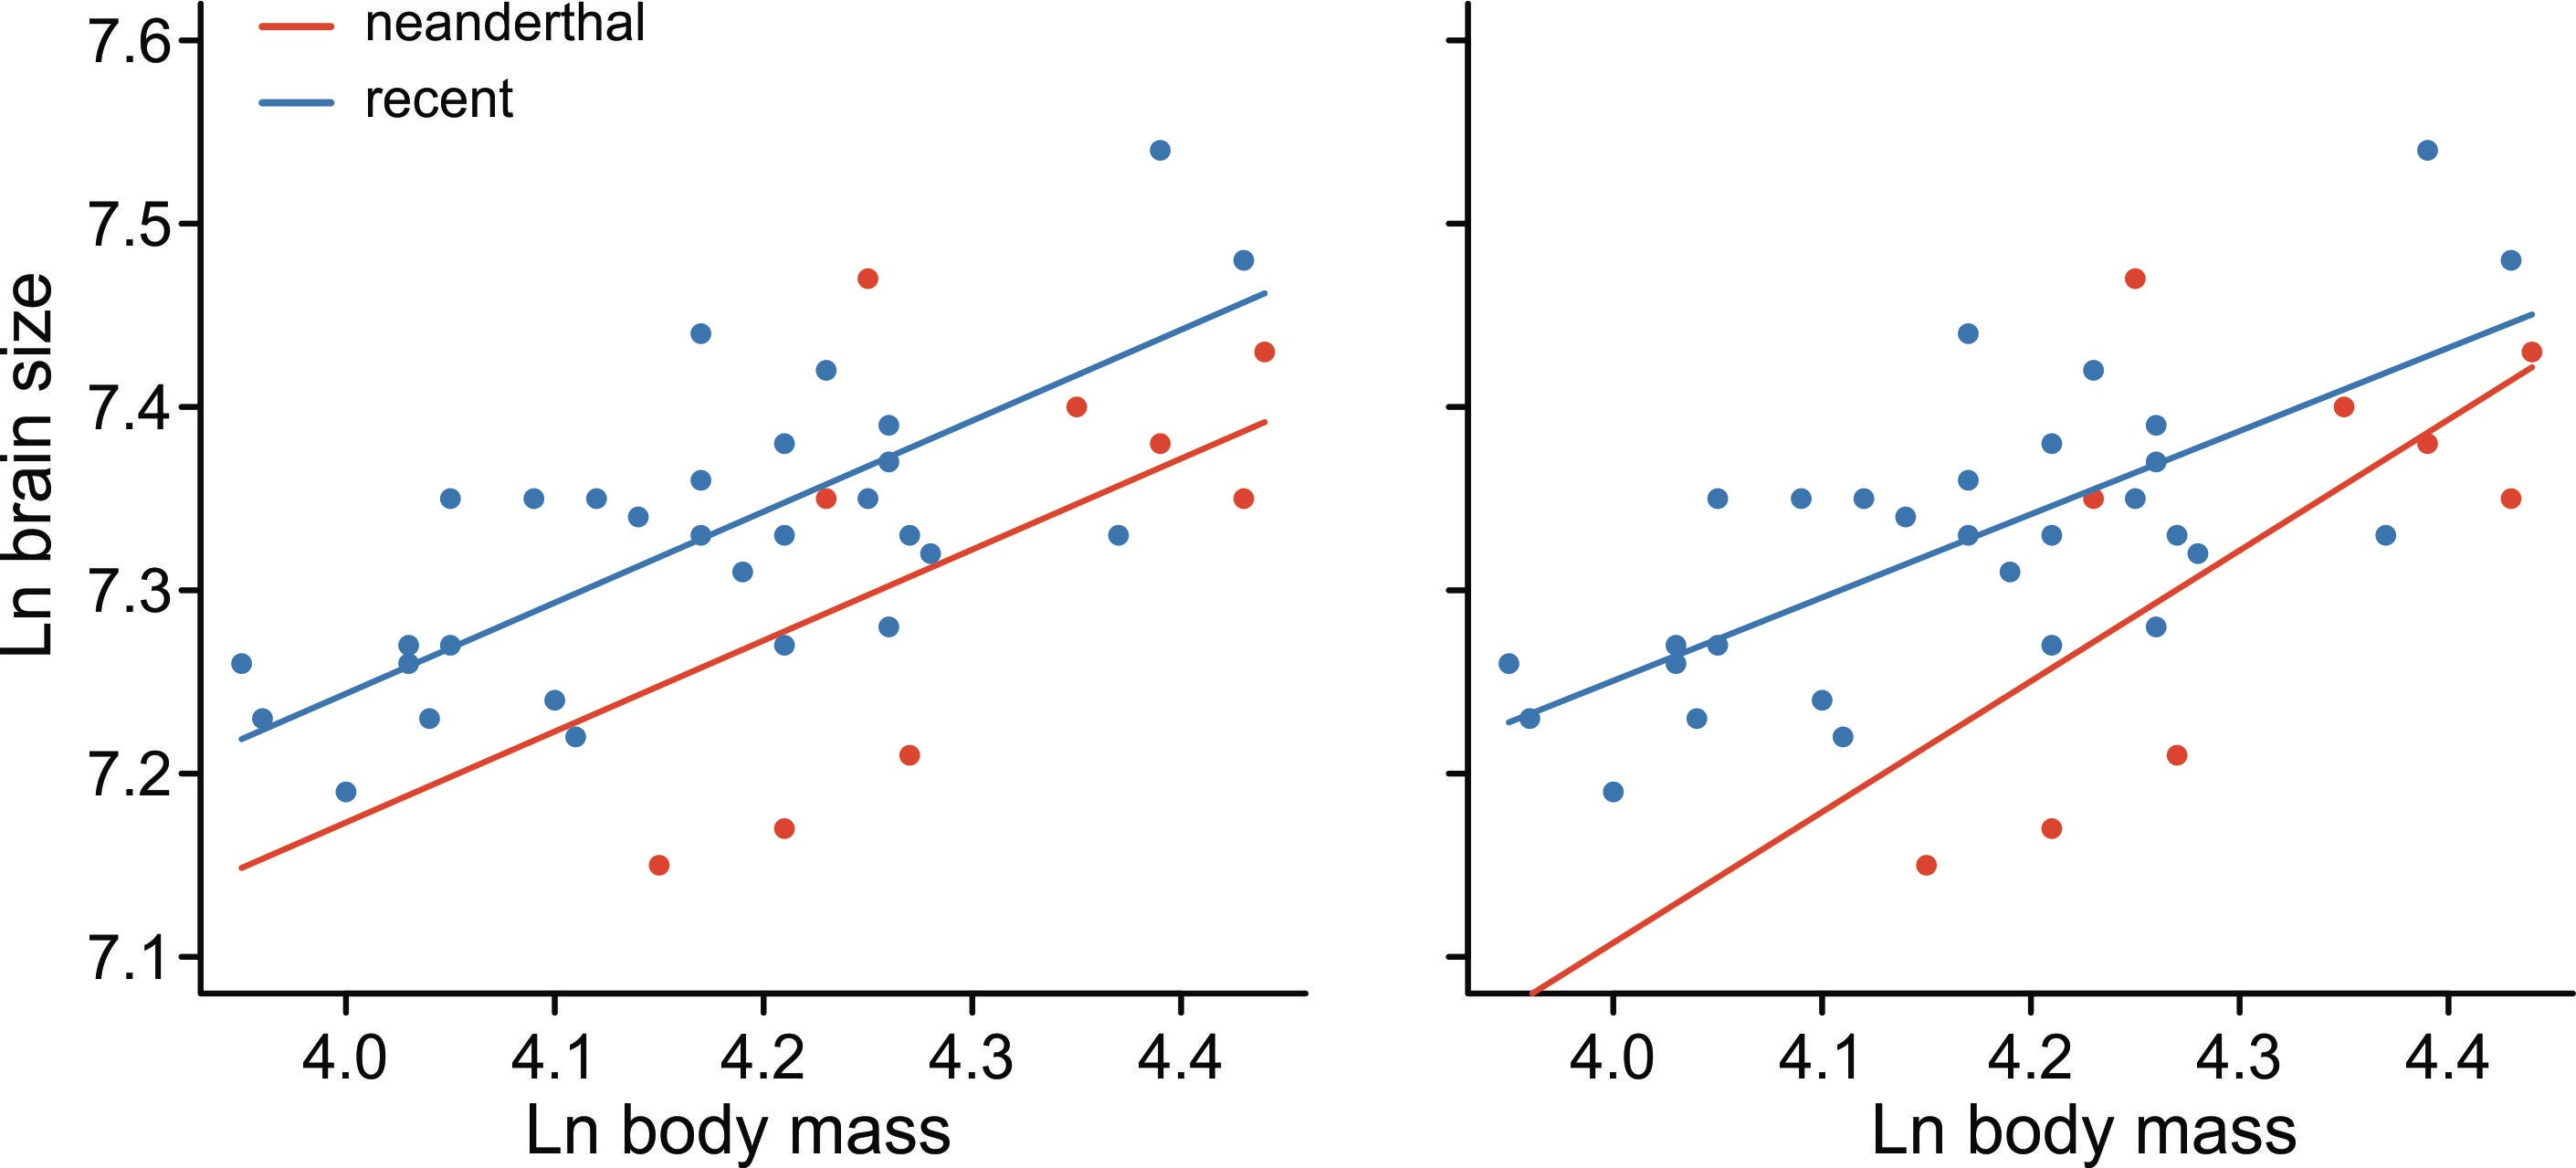 neanderthal
recent
7.6
7.5
7.4
7.3
7.2
7.1
Ln brain size
4.0 4.1 4.2 4.3 4.4
Ln body mass
4.0 4.1 4.2 4.3 4.4
Ln body mass